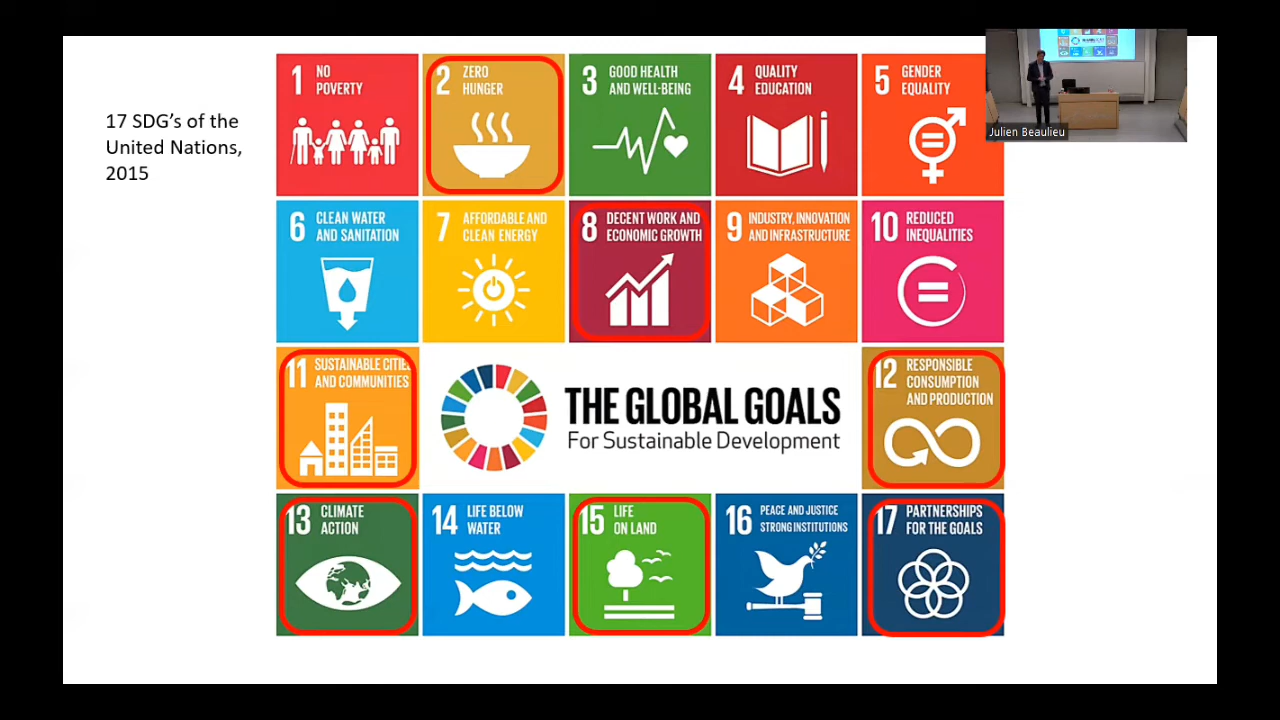 17 SDG's of the
United Nations,
2015
1 NO
POVERTY
2 ZERO
HUNGER
3 GOOD HEALTH
AND WELL-BEING
4 QUALITY
EDUCATION
5 GENDER
EQUALITY
Julien Beaulieu
6 CLEAN WATER
AND SANITATION
7 AFFORDABLE AND
CLEAN ENERGY
8 DECENT WORK AND
ECONOMIC GROWTH
9 INDUSTRY, INNOVATION
AND INFRASTRUCTURE
10 REDUCED
INEQUALITIES
11 SUSTAINABLE CITIES
AND COMMUNITIES
THE GLOBAL GOALS
For Sustainable Development
12 RESPONSIBLE
CONSUMPTION
AND PRODUCTION
13 CLIMATE
ACTION
14 LIFE BELOW
WATER
15 LIFE
ON LAND
16 PEACE AND JUSTICE
STRONG INSTITUTIONS
17 PARTNERSHIPS
FOR THE GOALS